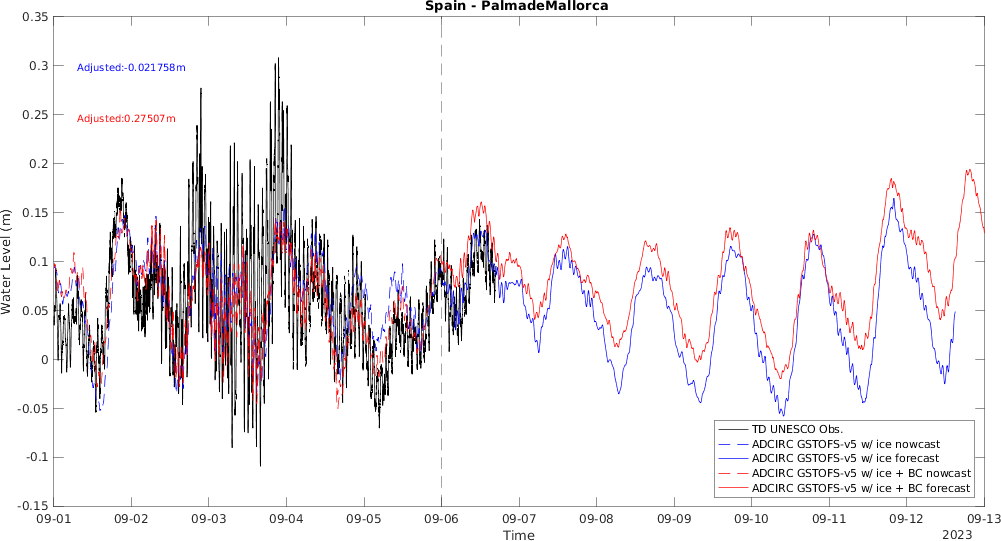 Spain - PalmadeMallorca
0.35
0.3
0.25
0.2
0.15
0.1
0.05
0
-0.05
-0.1
-0.15
Water Level (m)
Adjusted:-0.021758m
Adjusted:0.27507m
TD UNESCO Obs.
ADCIRC GSTOFS-v5 w/ ice nowcast
ADCIRC GSTOFS-v5 w/ ice forecast
ADCIRC GSTOFS-v5 w/ ice + BC nowcast
ADCIRC GSTOFS-v5 w/ ice + BC forecast
09-01 09-02 09-03 09-04 09-05 09-06 09-07 09-08 09-09 09-10 09-11 09-12 09-13
Time
2023